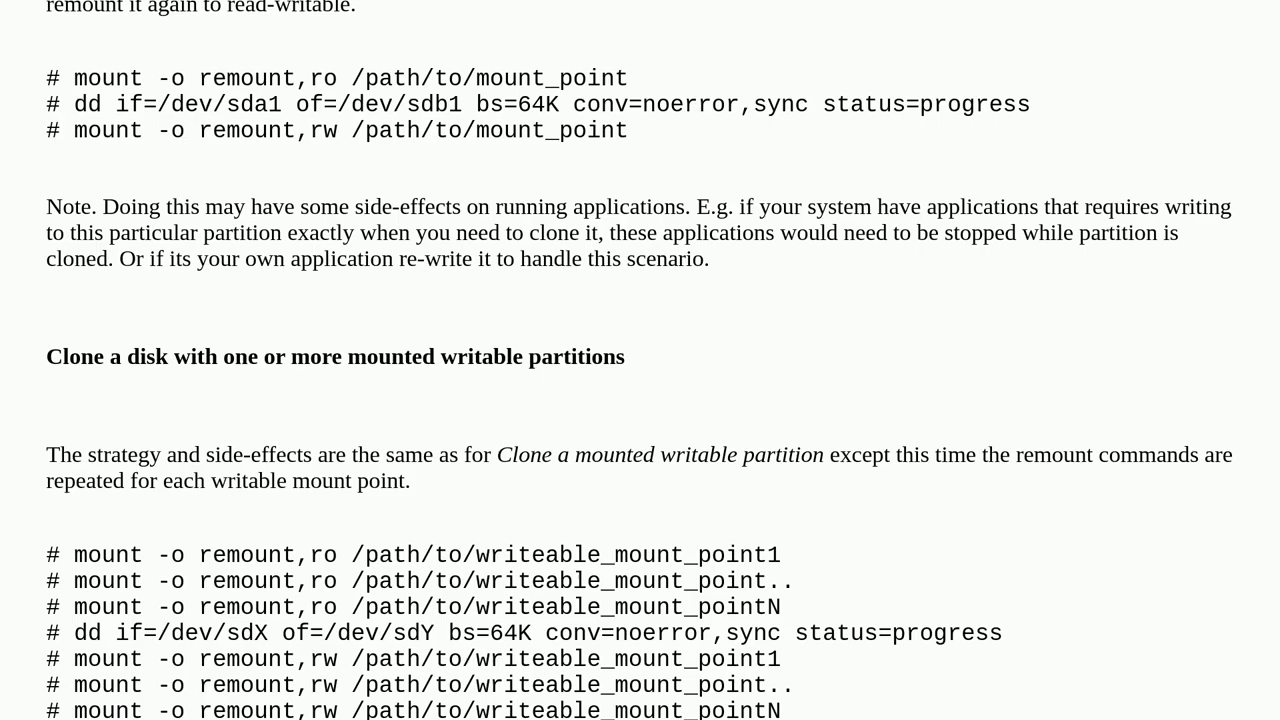 remount it again to read-writable.
# mount -o remount,ro /path/to/mount_point
# dd if=/dev/sda1 of=/dev/sdb1 bs=64K conv=noerror,sync status=progress
# mount -o remount,rw /path/to/mount_point
Note. Doing this may have some side-effects on running applications. E.g. if your system have applications that requires writing
to this particular partition exactly when you need to clone it, these applications would need to be stopped while partition is
cloned. Or if its your own application re-write it to handle this scenario.
Clone a disk with one or more mounted writable partitions
The strategy and side-effects are the same as for Clone a mounted writable partition except this time the remount commands are
repeated for each writable mount point.
# mount -o remount,ro /path/to/writeable_mount_point1
# mount -o remount,ro /path/to/writeable_mount_point..
# mount -o remount,ro /path/to/writeable_mount_pointN
# dd if=/dev/sdX of=/dev/sdY bs=64K conv=noerror,sync status=progress
# mount -o remount,rw /path/to/writeable_mount_point1
# mount -o remount,rw /path/to/writeable_mount_point..
# mount -o remount,rw /path/to/writeable_mount_pointN